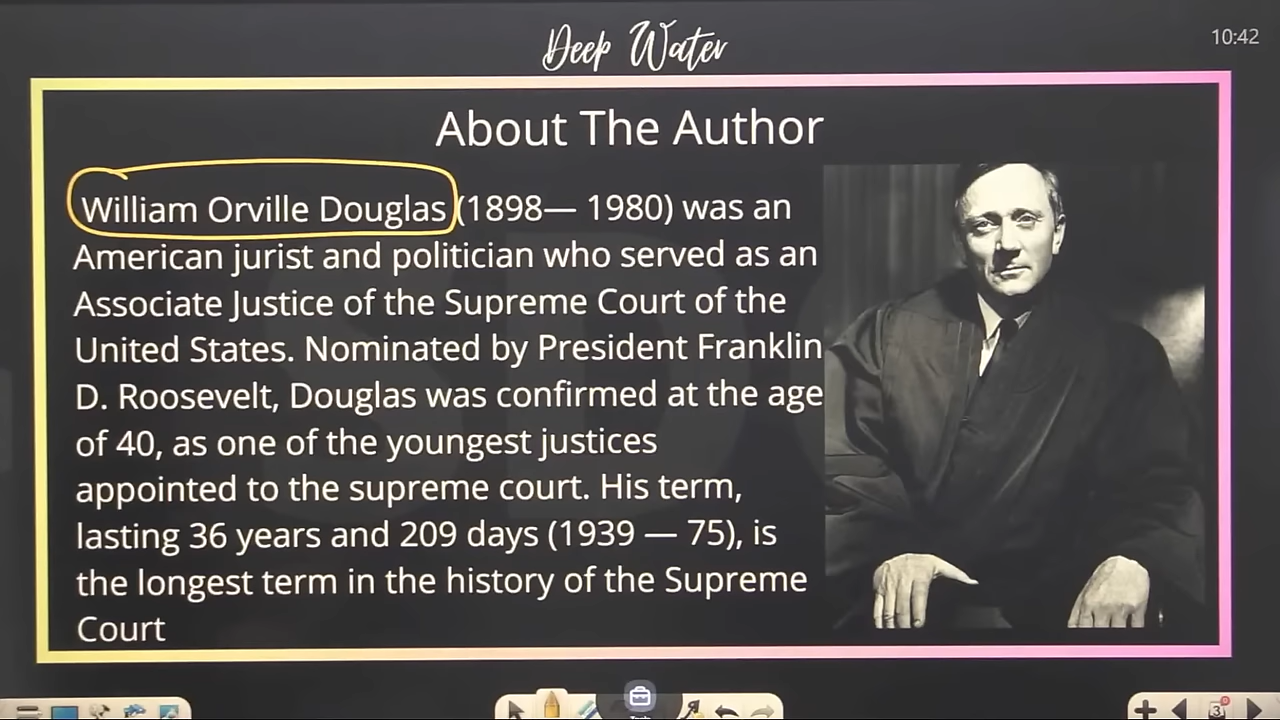 Deep Water
10:42
About The Author
William Orville Douglas (1898— 1980) was an
American jurist and politician who served as an
Associate Justice of the Supreme Court of the
United States. Nominated by President Franklin
D. Roosevelt, Douglas was confirmed at the age
of 40, as one of the youngest justices
appointed to the supreme court. His term,
lasting 36 years and 209 days (1939 — 75), is
the longest term in the history of the Supreme
Court
3